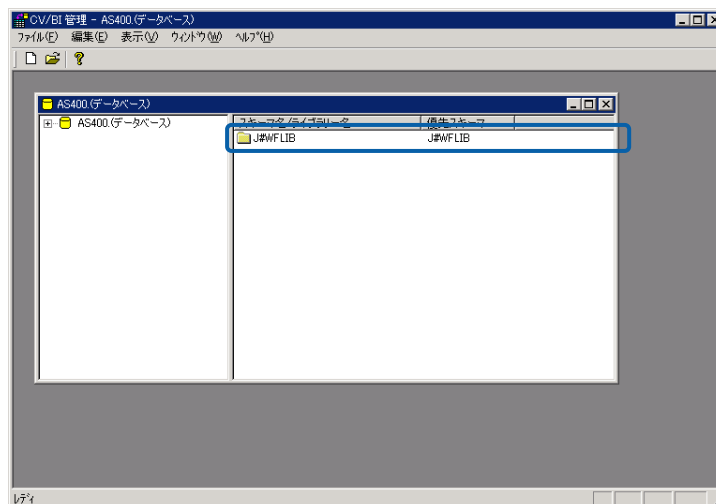 CV/BI 管理 - AS400.(データベース)
ファイル(F) 編集(E) 表示(V) ウィンドウ(W) ヘルプ(H)
AS400.(データベース)
AS400.(データベース)
スキーマ名/ライブラリー名 優先スキーマ
J#WFLIB J#WFLIB
レディ